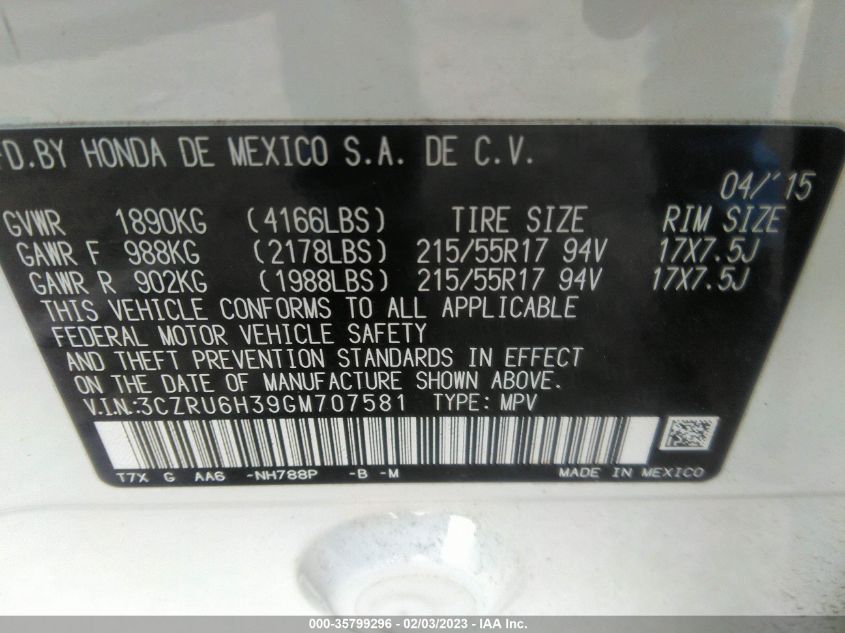 FD.BY HONDA DE MEXICO S.A. DE C.V.
04/'15
GVWR 1890KG (4166LBS) TIRE SIZE RIM SIZE
GAWR F 988KG (2178LBS) 215/55R17 94V 17X7.5J
GAWR R 902KG (1988LBS) 215/55R17 94V 17X7.5J
THIS VEHICLE CONFORMS TO ALL APPLICABLE
FEDERAL MOTOR VEHICLE SAFETY
AND THEFT PREVENTION STANDARDS IN EFFECT
ON THE DATE OF MANUFACTURE SHOWN ABOVE.
V.I.N.:3CZRU6H39GM707581 TYPE: MPV
T7X G AA6 -NH788P -B -M MADE IN MEXICO
000-35799296 - 02/03/2023 - IAA Inc.